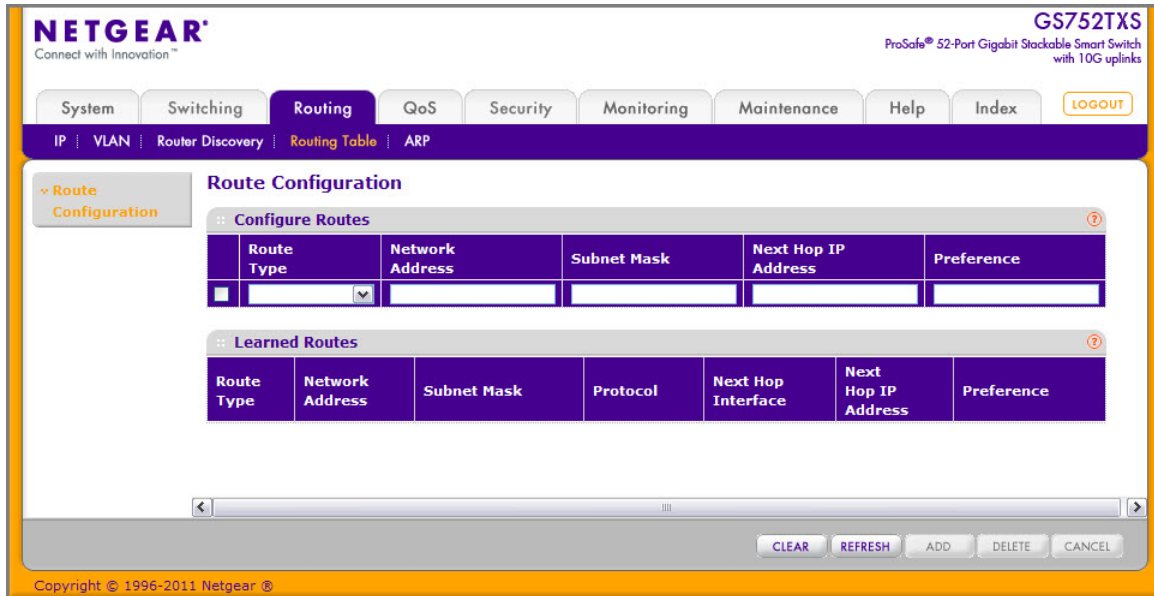 NETGEAR®
Connect with Innovation™
GS752TXS
ProSafe® 52-Port Gigabit Stackable Smart Switch
with 10G uplinks
System Switching Routing QoS Security Monitoring Maintenance Help Index LOGOUT
IP VLAN Router Discovery Routing Table ARP
Route
Configuration
Route Configuration
Configure Routes ?
Route
Type
Network
Address
Subnet Mask
Next Hop IP
Address
Preference
Learned Routes ?
Route
Type
Network
Address
Subnet Mask
Protocol
Next Hop
Interface
Next
Hop IP
Address
Preference
CLEAR REFRESH ADD DELETE CANCEL
Copyright © 1996-2011 Netgear ®